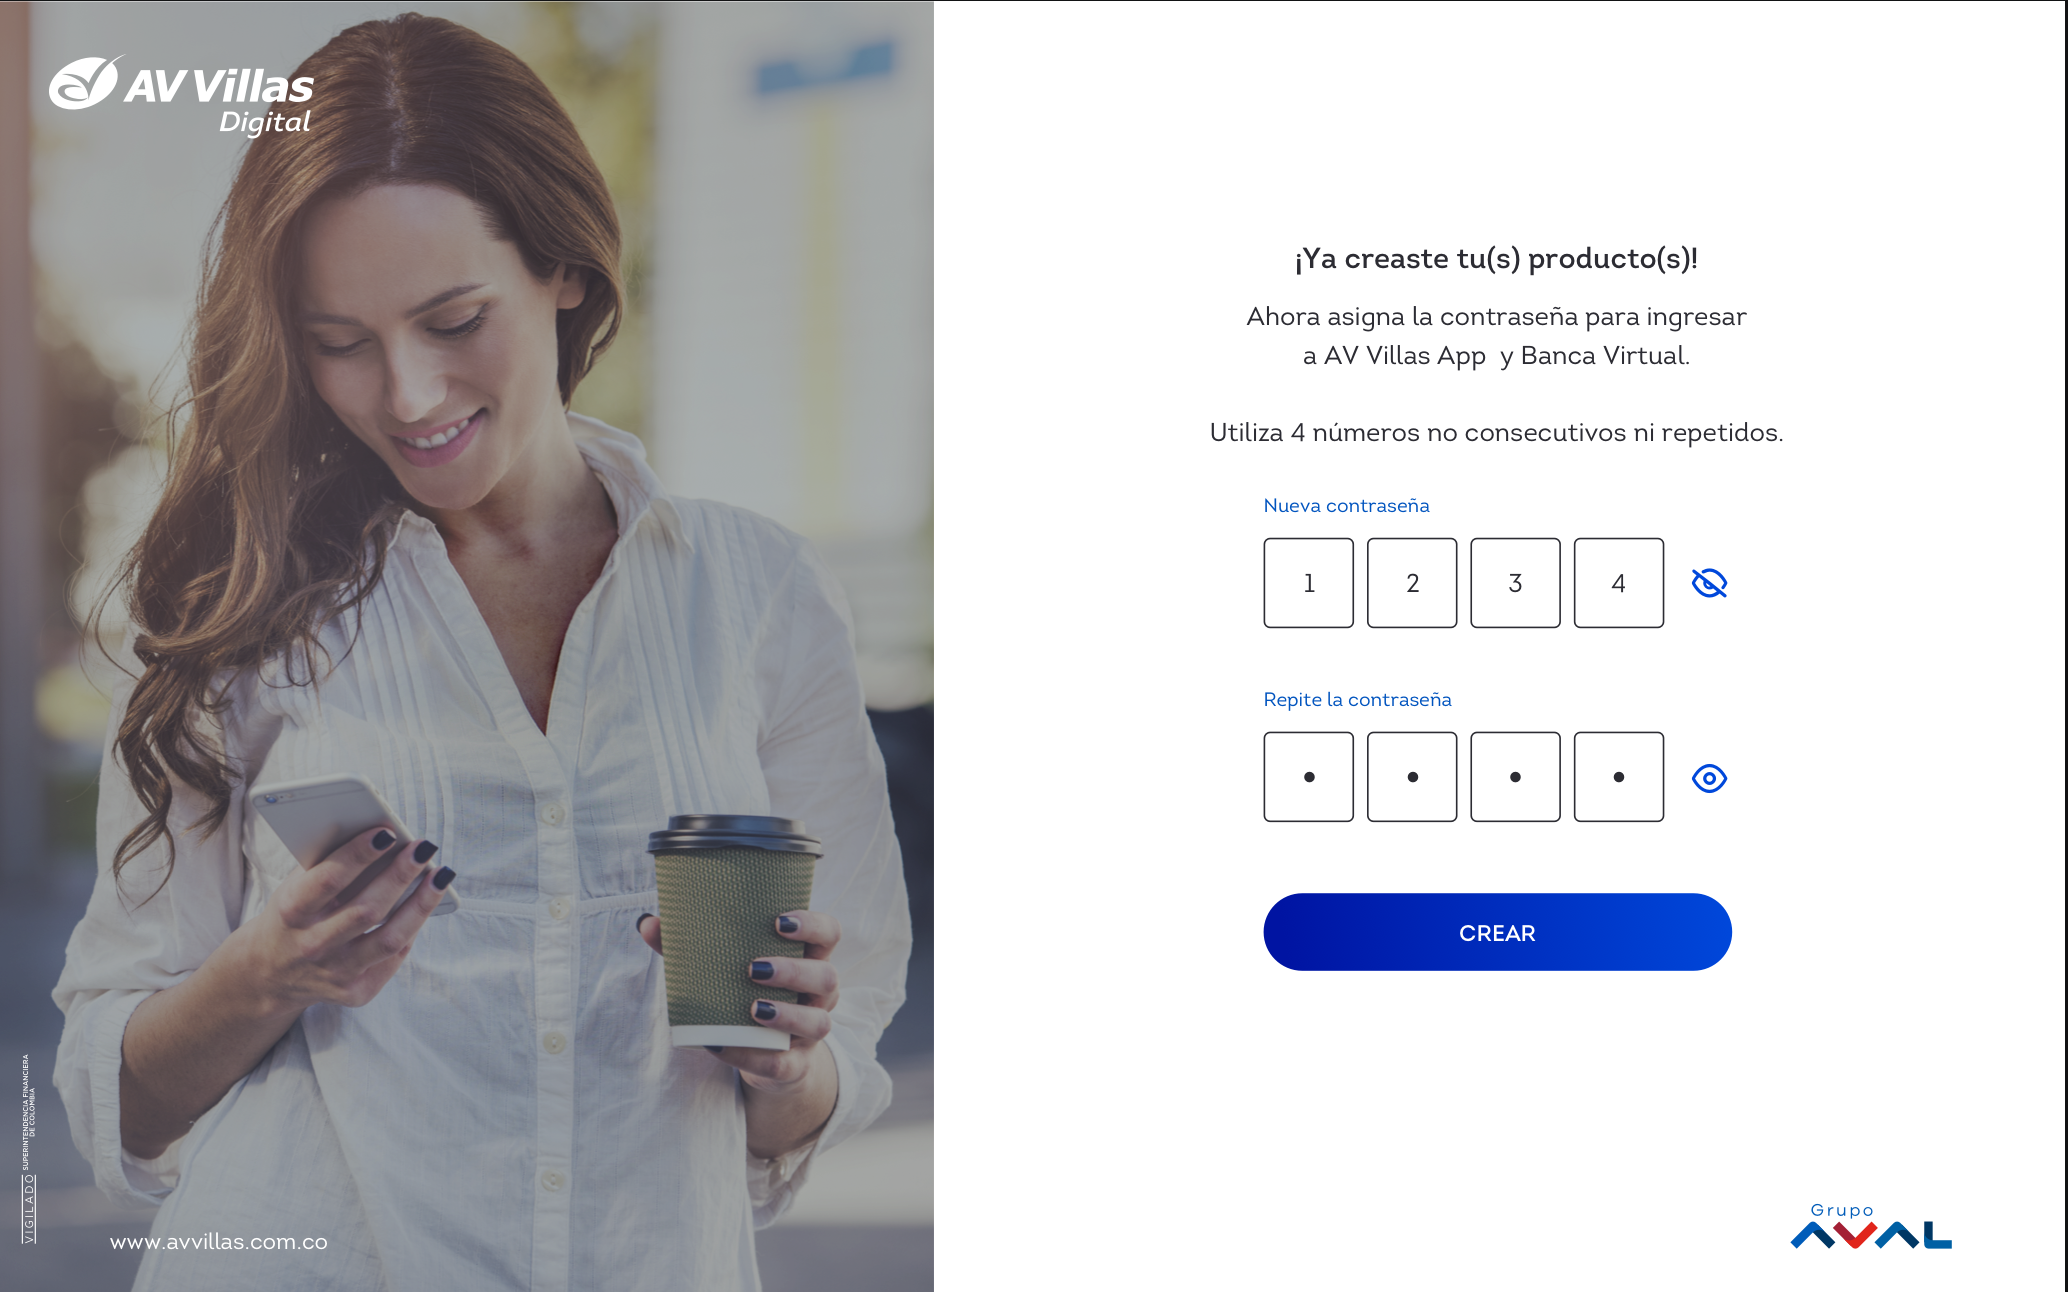 AV Villas
Digital
¡Ya creaste tu(s) producto(s)!
Ahora asigna la contraseña para ingresar
a AV Villas App y Banca Virtual.
Utiliza 4 números no consecutivos ni repetidos.
Nueva contraseña
1 2 3 4
Repite la contraseña
CREAR
VIGILADO
SUPERINTENDENCIA FINANCIERA
DE COLOMBIA
www.avvillas.com.co
Grupo
AVAL